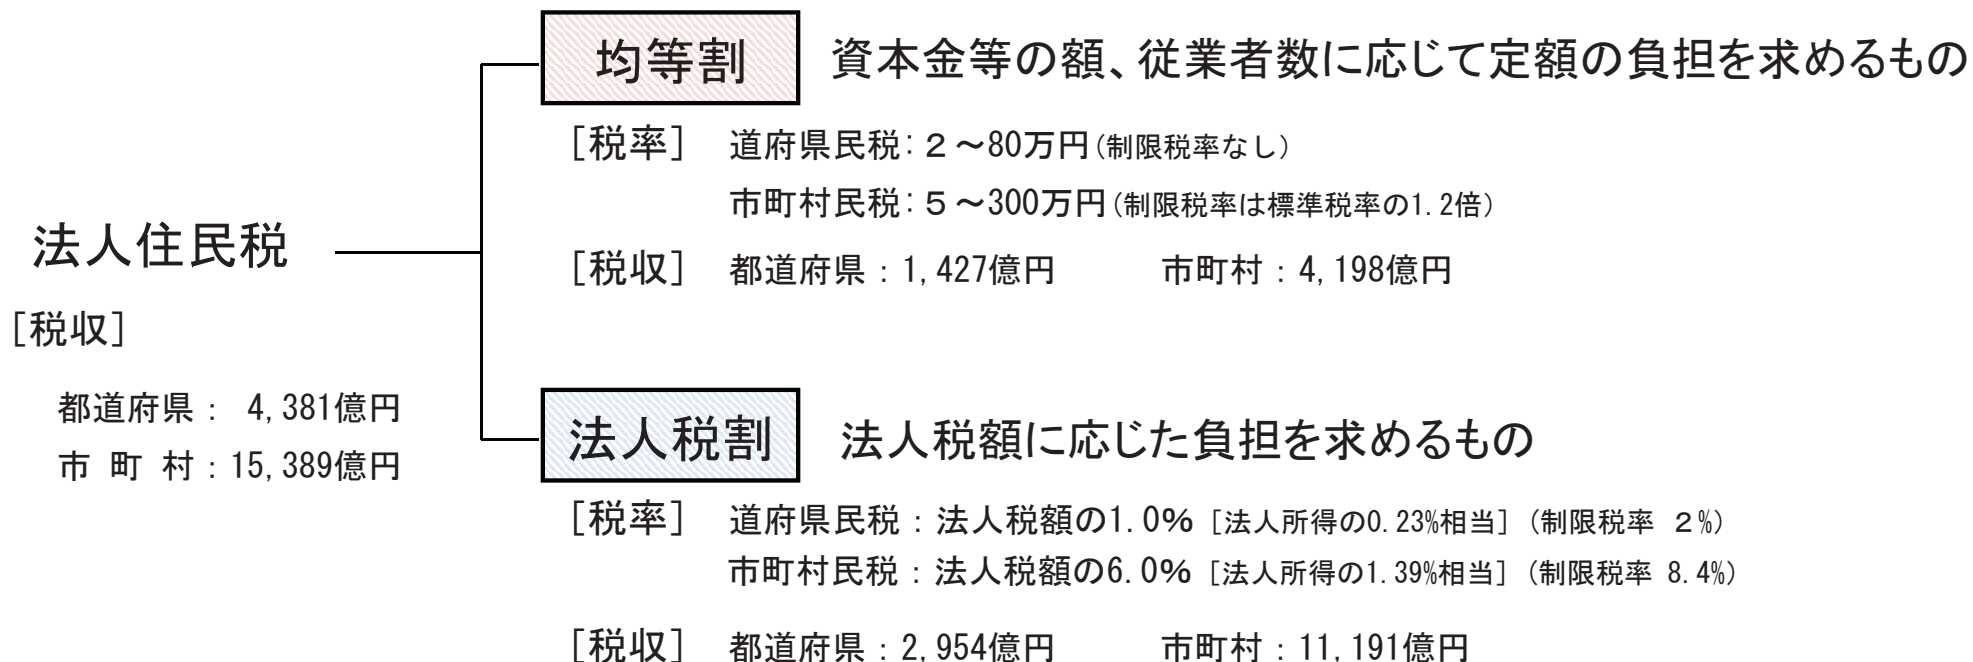 均等割 資本金等の額、従業者数に応じて定額の負担を求めるもの
[税率] 道府県民税：２～80万円(制限税率なし)
市町村民税：５～300万円(制限税率は標準税率の1.2倍)
[税収] 都道府県：1,427億円 市町村：4,198億円
法人住民税
[税収]
都道府県： 4,381億円
市 町 村：15,389億円
法人税割 法人税額に応じた負担を求めるもの
[税率] 道府県民税：法人税額の1.0％ [法人所得の0.23%相当] (制限税率 ２%)
市町村民税：法人税額の6.0％ [法人所得の1.39%相当] (制限税率 8.4%)
[税収] 都道府県：2,954億円 市町村：11,191億円